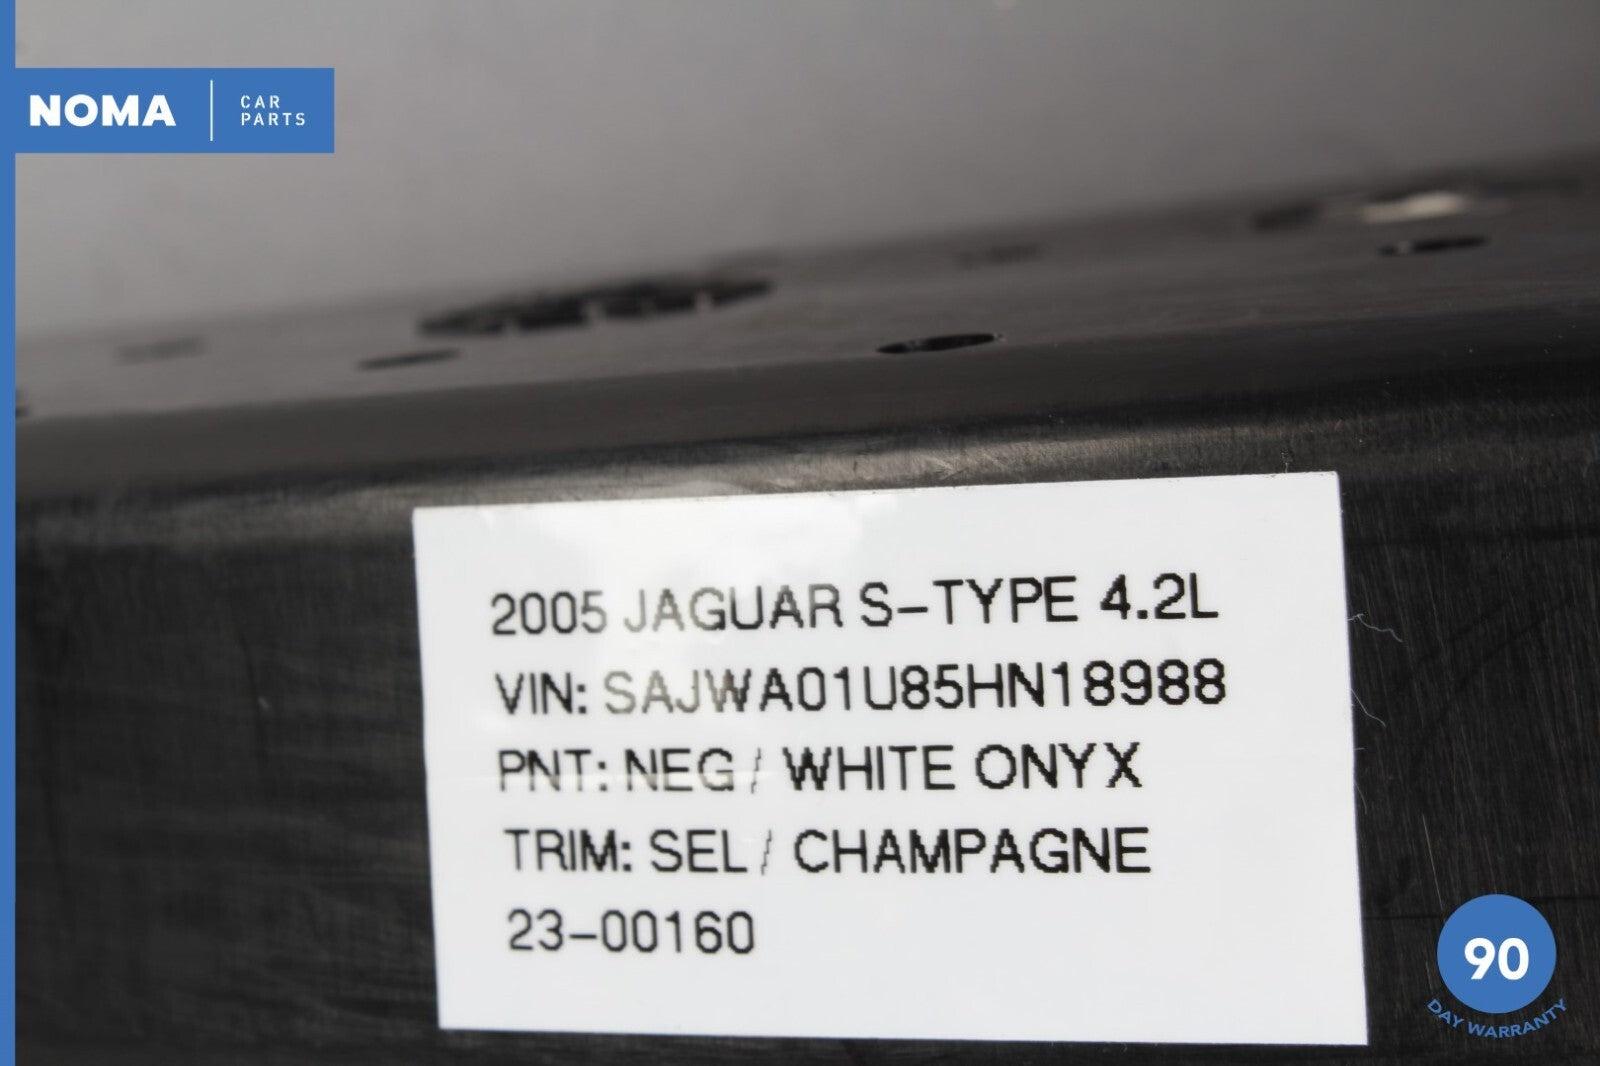 NOMA
CAR
PARTS
2005 JAGUAR S-TYPE 4.2L
VIN: SAJWA01U85HN18988
PNT: NEG / WHITE ONYX
TRIM: SEL / CHAMPAGNE
23-00160
90
DAY WARRANTY